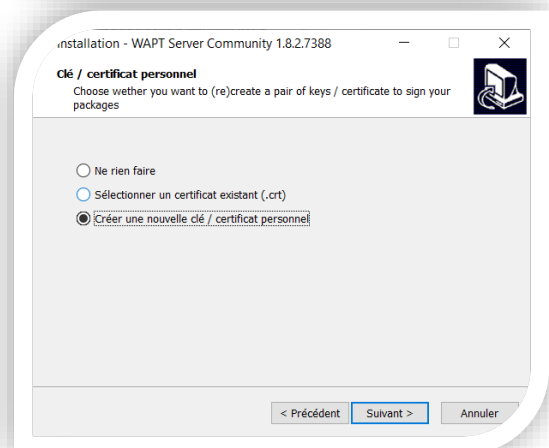 Installation - WAPT Server Community 1.8.2.7388
Clé / certificat personnel
Choose wether you want to (re)create a pair of keys / certificate to sign your
packages
Ne rien faire
Sélectionner un certificat existant (.crt)
Créer une nouvelle clé / certificat personnel
< Précédent Suivant > Annuler